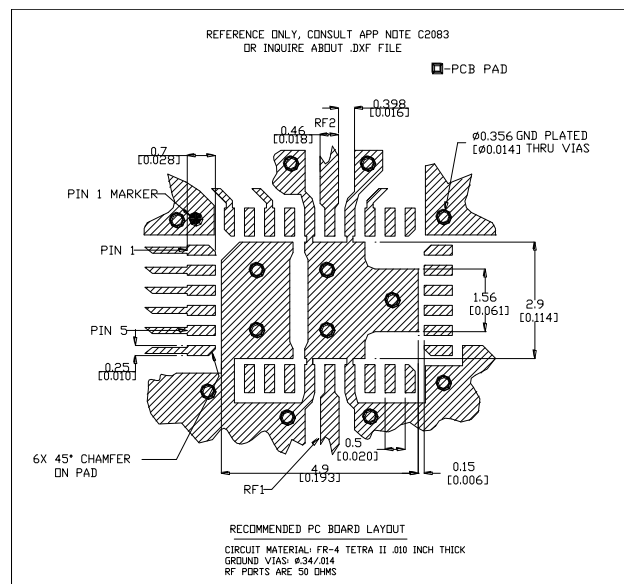 REFERENCE ONLY, CONSULT APP NOTE C2083
OR INQUIRE ABOUT .DXF FILE
-PCB PAD
0.398
[0.016]
RF2
0.46
[0.018]
Ø0.356 GND PLATED
[Ø0.014] THRU VIAS
0.7
[0.028]
PIN 1 MARKER
PIN 1
1.56
[0.061]
2.9
[0.114]
PIN 5
0.25
[0.010]
6X 45° CHAMFER
ON PAD
0.5
[0.020]
4.9
[0.193]
0.15
[0.006]
RF1
RECOMMENDED PC BOARD LAYOUT
CIRCUIT MATERIAL: FR-4 TETRA II .010 INCH THICK
GROUND VIAS: Ø.34/.014
RF PORTS ARE 50 OHMS